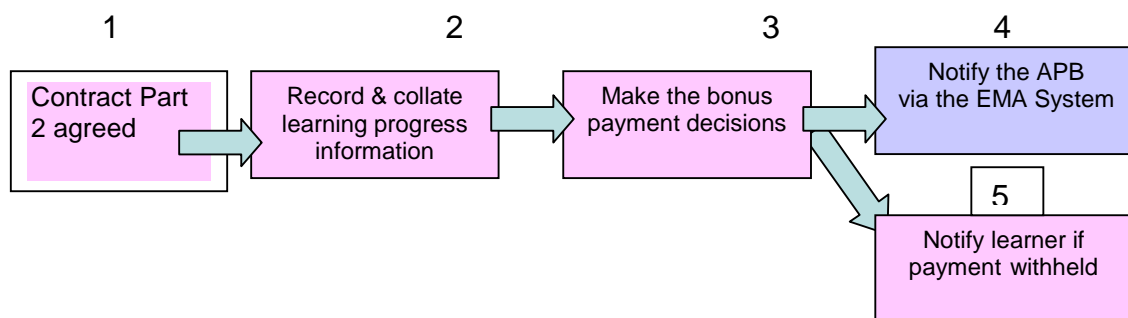 1
2
3
4
Contract Part
2 agreed
Record & collate
learning progress
information
Make the bonus
payment decisions
Notify the APB
via the EMA System
5
Notify learner if
payment withheld